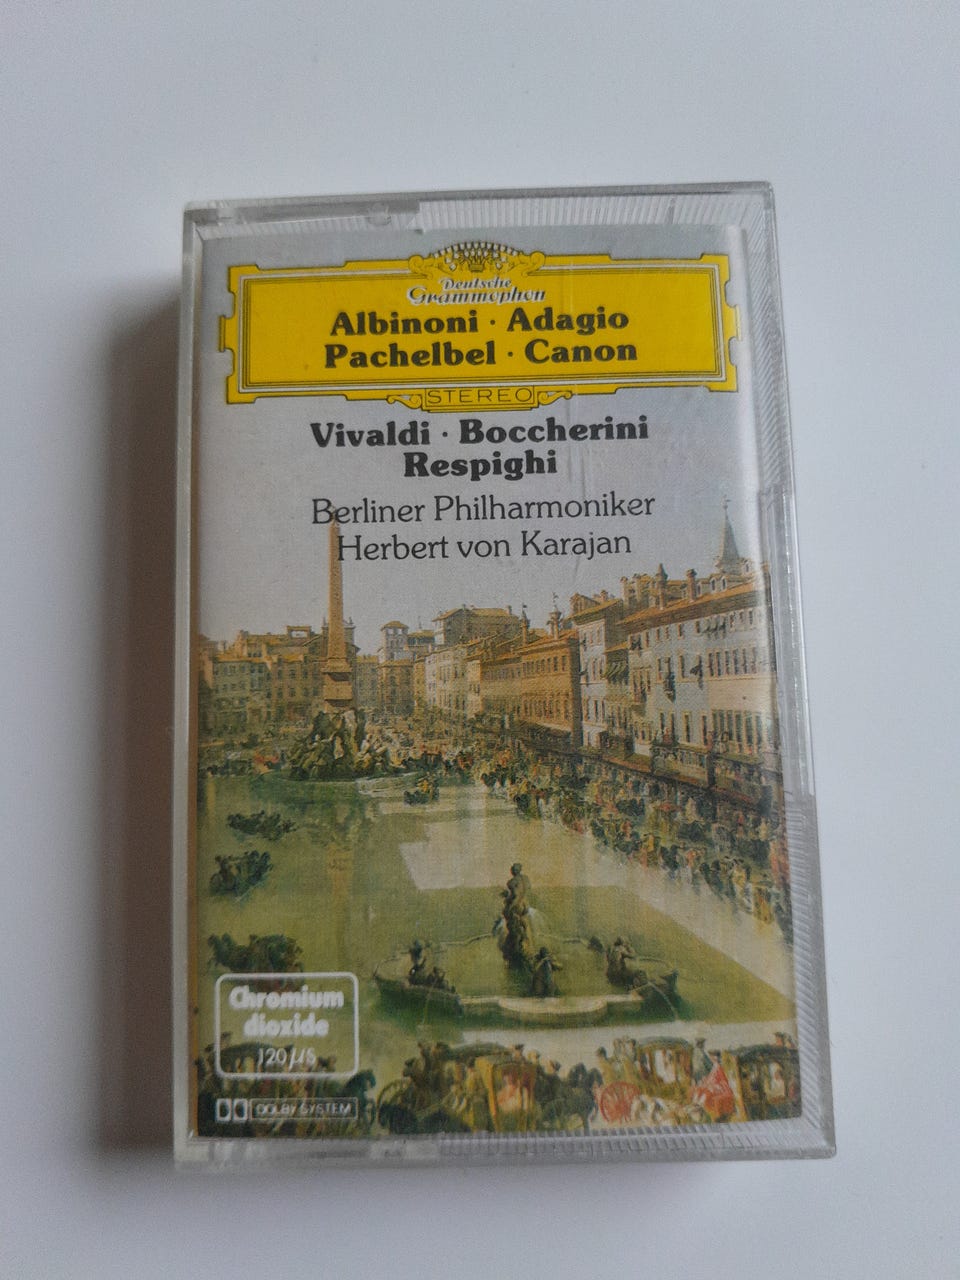 Deutsche
Grammophon
Albinoni · Adagio
Pachelbel · Canon
STEREO
Vivaldi · Boccherini
Respighi
Berliner Philharmoniker
Herbert von Karajan
Chromium
dioxide
120 µs
DOLBY SYSTEM